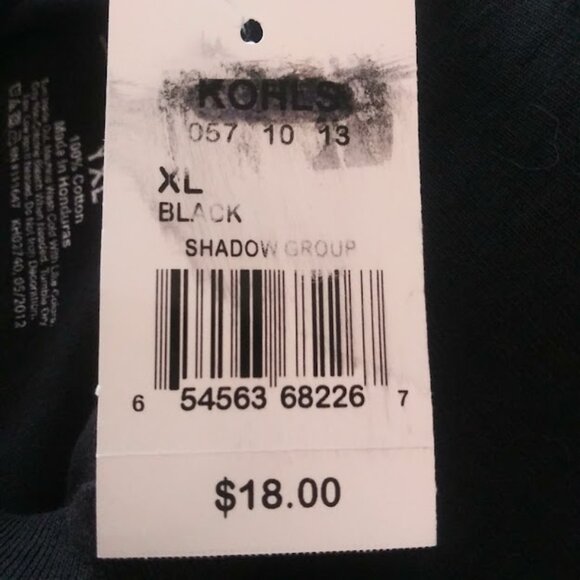 KOHLS
057 10 13
XL
BLACK
SHADOW GROUP
6 54563 68226 7
$18.00
XL
100% Cotton
Made in Honduras